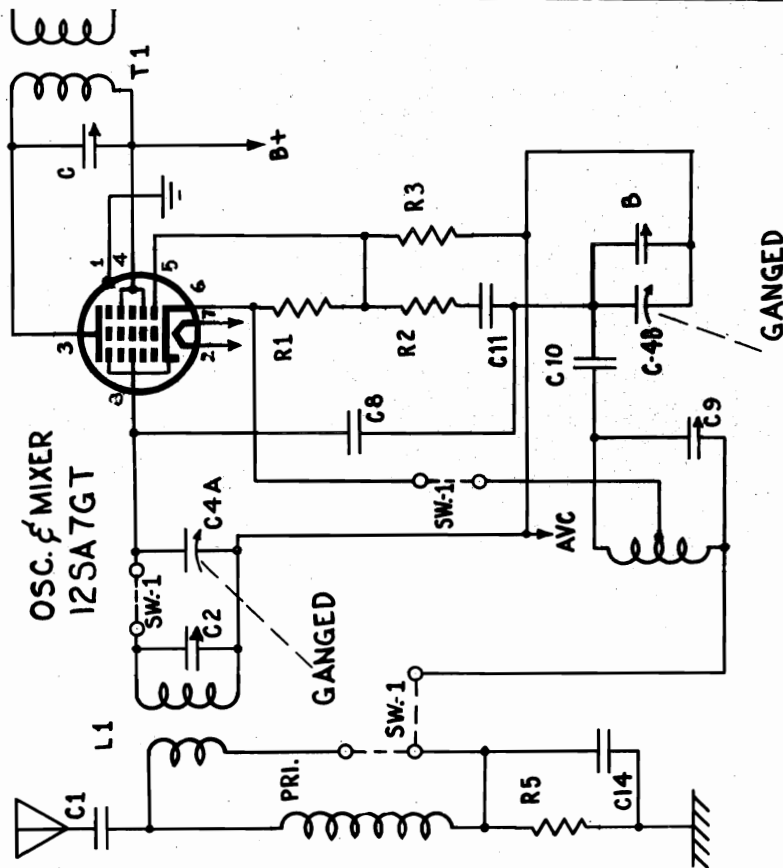 T1
C
B+
1
4
5
3
6
7
2
8
R3
R1
R2
C11
B
C-4B
GANGED
C10
C8
C9
OSC. & MIXER
12SA7GT
SW.-1
C4A
SW.-1
AVC
C2
GANGED
L1
SW.-1
C1
PRI.
R5
C14